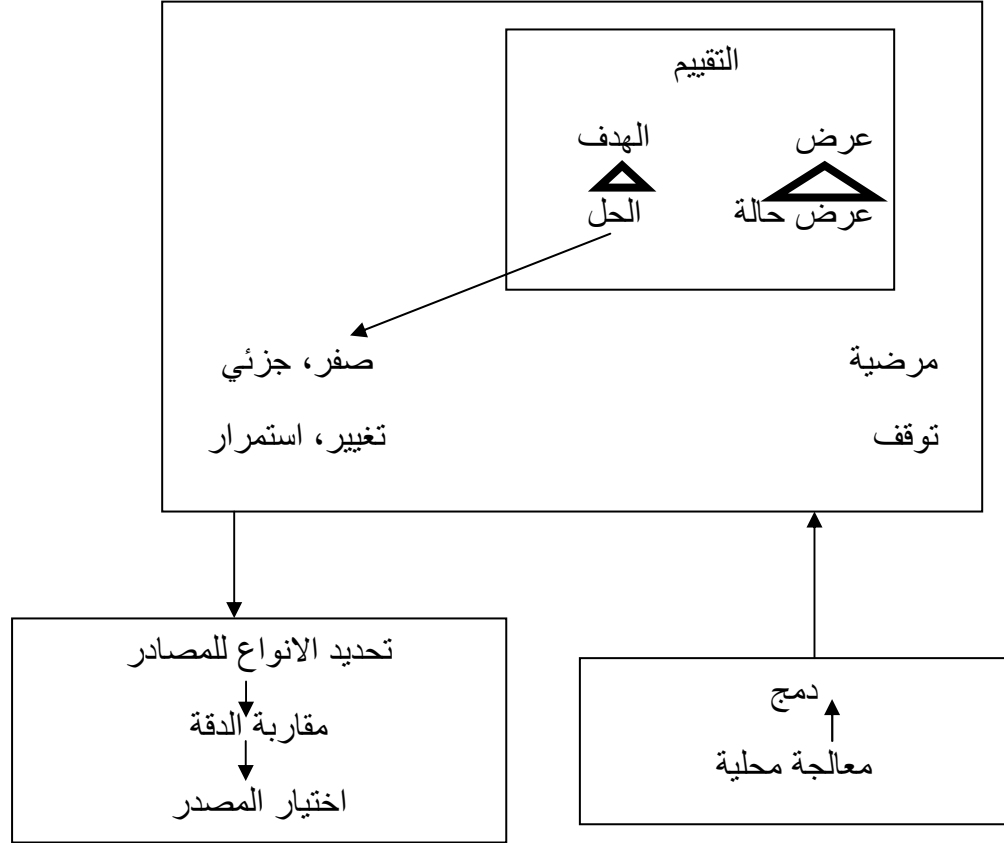 التقييم
عرض الهدف
عرض حالة الحل
مرضية صفر، جزئي
توقف تغيير، استمرار
دمج
معالجة محلية
تحديد الانواع للمصادر
مقاربة الدقة
اختيار المصدر